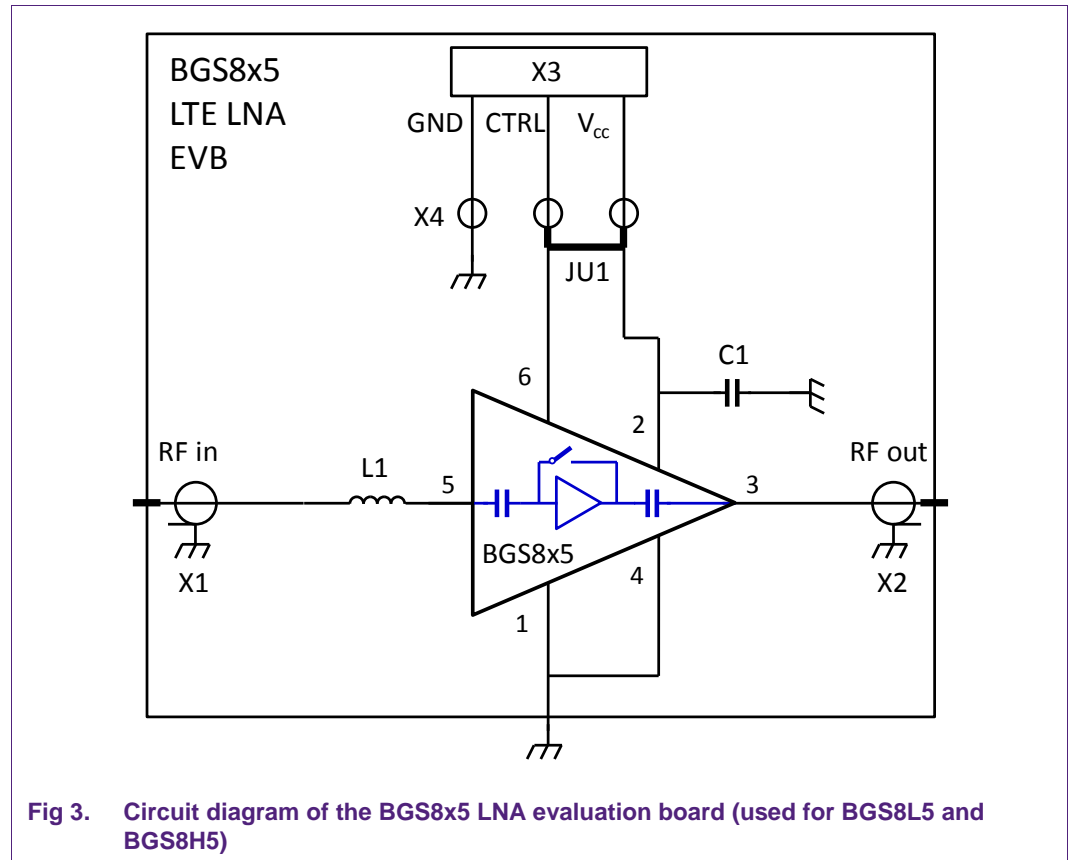 BGS8x5
LTE LNA
EVB
X3
GND CTRL Vcc
X4
JU1
C1
6
2
RF in
L1
5
3
RF out
BGS8x5
4
X1
X2
1
Fig 3. Circuit diagram of the BGS8x5 LNA evaluation board (used for BGS8L5 and
BGS8H5)